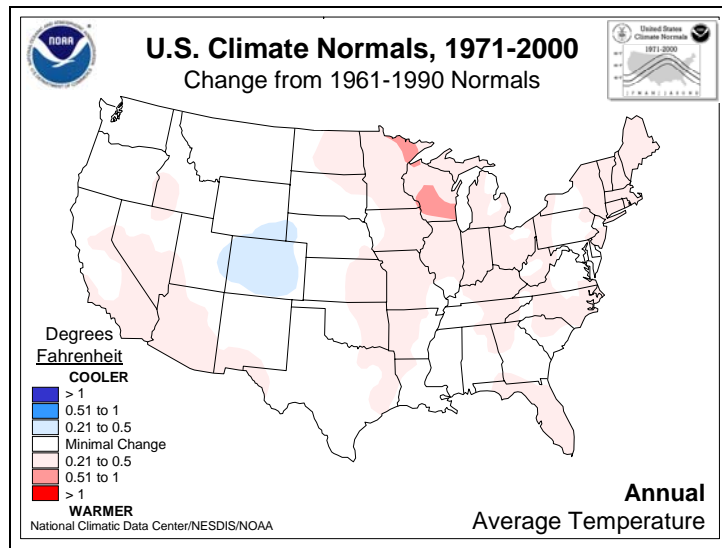 NOAA
U.S. Climate Normals, 1971-2000
Change from 1961-1990 Normals
United States
Climate Normals
1971-2000
J F M A M J J A S O N D
Degrees
Fahrenheit
COOLER
> 1
0.51 to 1
0.21 to 0.5
Minimal Change
0.21 to 0.5
0.51 to 1
> 1
WARMER
National Climatic Data Center/NESDIS/NOAA
Annual
Average Temperature